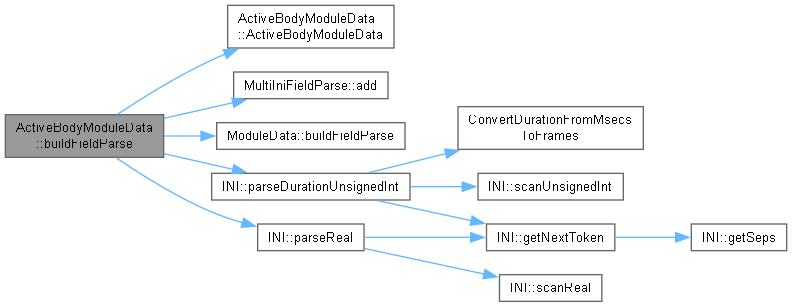 ActiveBodyModuleData
::ActiveBodyModuleData
MultiIniFieldParse::add
ActiveBodyModuleData
::buildFieldParse
ModuleData::buildFieldParse
ConvertDurationFromMsecs
ToFrames
INI::parseDurationUnsignedInt
INI::scanUnsignedInt
INI::parseReal
INI::getNextToken
INI::getSeps
INI::scanReal